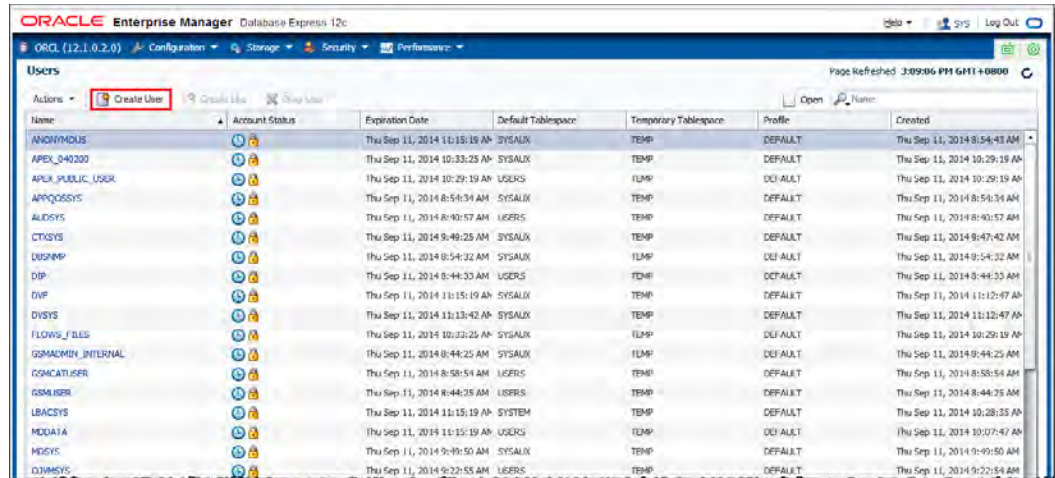 ORACLE Enterprise Manager Database Express 12c Help SYS Log Out
ORCL (12.1.0.2.0) Configuration Storage Security Performance
Users Page Refreshed 3:09:06 PM GMT+0800
Actions Create User Create Like Drop User Open Name
Name Account Status Expiration Date Default Tablespace Temporary Tablespace Profile Created
ANONYMOUS Thu Sep 11, 2014 11:15:19 AM SYSAUX TEMP DEFAULT Thu Sep 11, 2014 8:54:43 AM
APEX_040200 Thu Sep 11, 2014 10:33:25 AM SYSAUX TEMP DEFAULT Thu Sep 11, 2014 10:29:19 AM
APEX_PUBLIC_USER Thu Sep 11, 2014 10:29:19 AM USERS TEMP DEFAULT Thu Sep 11, 2014 10:29:19 AM
APPQOSSYS Thu Sep 11, 2014 8:54:34 AM SYSAUX TEMP DEFAULT Thu Sep 11, 2014 8:54:34 AM
AUDSYS Thu Sep 11, 2014 8:40:57 AM USERS TEMP DEFAULT Thu Sep 11, 2014 8:40:57 AM
CTXSYS Thu Sep 11, 2014 9:49:25 AM SYSAUX TEMP DEFAULT Thu Sep 11, 2014 9:47:42 AM
DBSNMP Thu Sep 11, 2014 8:54:32 AM SYSAUX TEMP DEFAULT Thu Sep 11, 2014 8:54:32 AM
DIP Thu Sep 11, 2014 8:44:33 AM USERS TEMP DEFAULT Thu Sep 11, 2014 8:44:33 AM
DVF Thu Sep 11, 2014 11:15:19 AM SYSAUX TEMP DEFAULT Thu Sep 11, 2014 11:12:47 AM
DVSYS Thu Sep 11, 2014 11:13:42 AM SYSAUX TEMP DEFAULT Thu Sep 11, 2014 11:12:47 AM
FLOWS_FILES Thu Sep 11, 2014 10:33:25 AM SYSAUX TEMP DEFAULT Thu Sep 11, 2014 10:29:19 AM
GSMADMIN_INTERNAL Thu Sep 11, 2014 8:44:25 AM SYSAUX TEMP DEFAULT Thu Sep 11, 2014 8:44:25 AM
GSMCATUSER Thu Sep 11, 2014 8:58:54 AM USERS TEMP DEFAULT Thu Sep 11, 2014 8:58:54 AM
GSMUSER Thu Sep 11, 2014 8:44:25 AM USERS TEMP DEFAULT Thu Sep 11, 2014 8:44:25 AM
LBACSYS Thu Sep 11, 2014 11:15:19 AM SYSTEM TEMP DEFAULT Thu Sep 11, 2014 10:28:35 AM
MDDATA Thu Sep 11, 2014 11:15:19 AM USERS TEMP DEFAULT Thu Sep 11, 2014 10:07:47 AM
MDSYS Thu Sep 11, 2014 9:49:50 AM SYSAUX TEMP DEFAULT Thu Sep 11, 2014 9:49:50 AM
OJVMSYS Thu Sep 11, 2014 9:22:55 AM USERS TEMP DEFAULT Thu Sep 11, 2014 9:22:54 AM